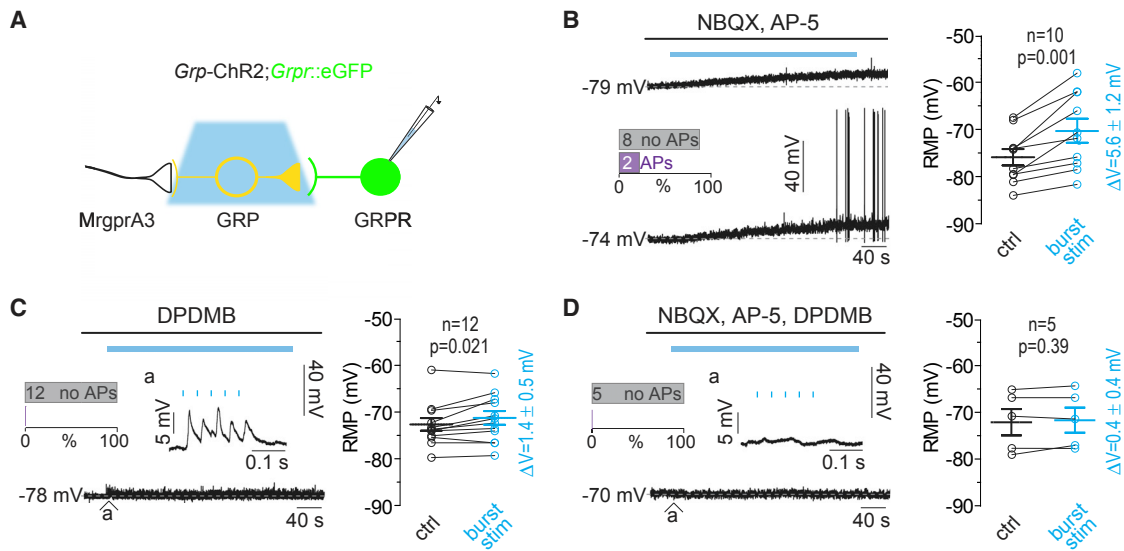 A
Grp-ChR2;Grpr::eGFP
MrgprA3
GRP
GRPR
B
NBQX, AP-5
-79 mV
8 no APs
2 APs
0 % 100
40 mV
-74 mV
40 s
-50
-60
-70
-80
-90
RMP (mV)
n=10
p=0.001
ΔV=5.6 ± 1.2 mV
ctrl
burst
stim
C
DPDMB
12 no APs
0 % 100
a
5 mV
0.1 s
40 mV
-78 mV
a
40 s
-50
-60
-70
-80
-90
RMP (mV)
n=12
p=0.021
ΔV=1.4 ± 0.5 mV
ctrl
burst
stim
D
NBQX, AP-5, DPDMB
5 no APs
0 % 100
a
5 mV
0.1 s
40 mV
-70 mV
a
40 s
-50
-60
-70
-80
-90
RMP (mV)
n=5
p=0.39
ΔV=0.4 ± 0.4 mV
ctrl
burst
stim